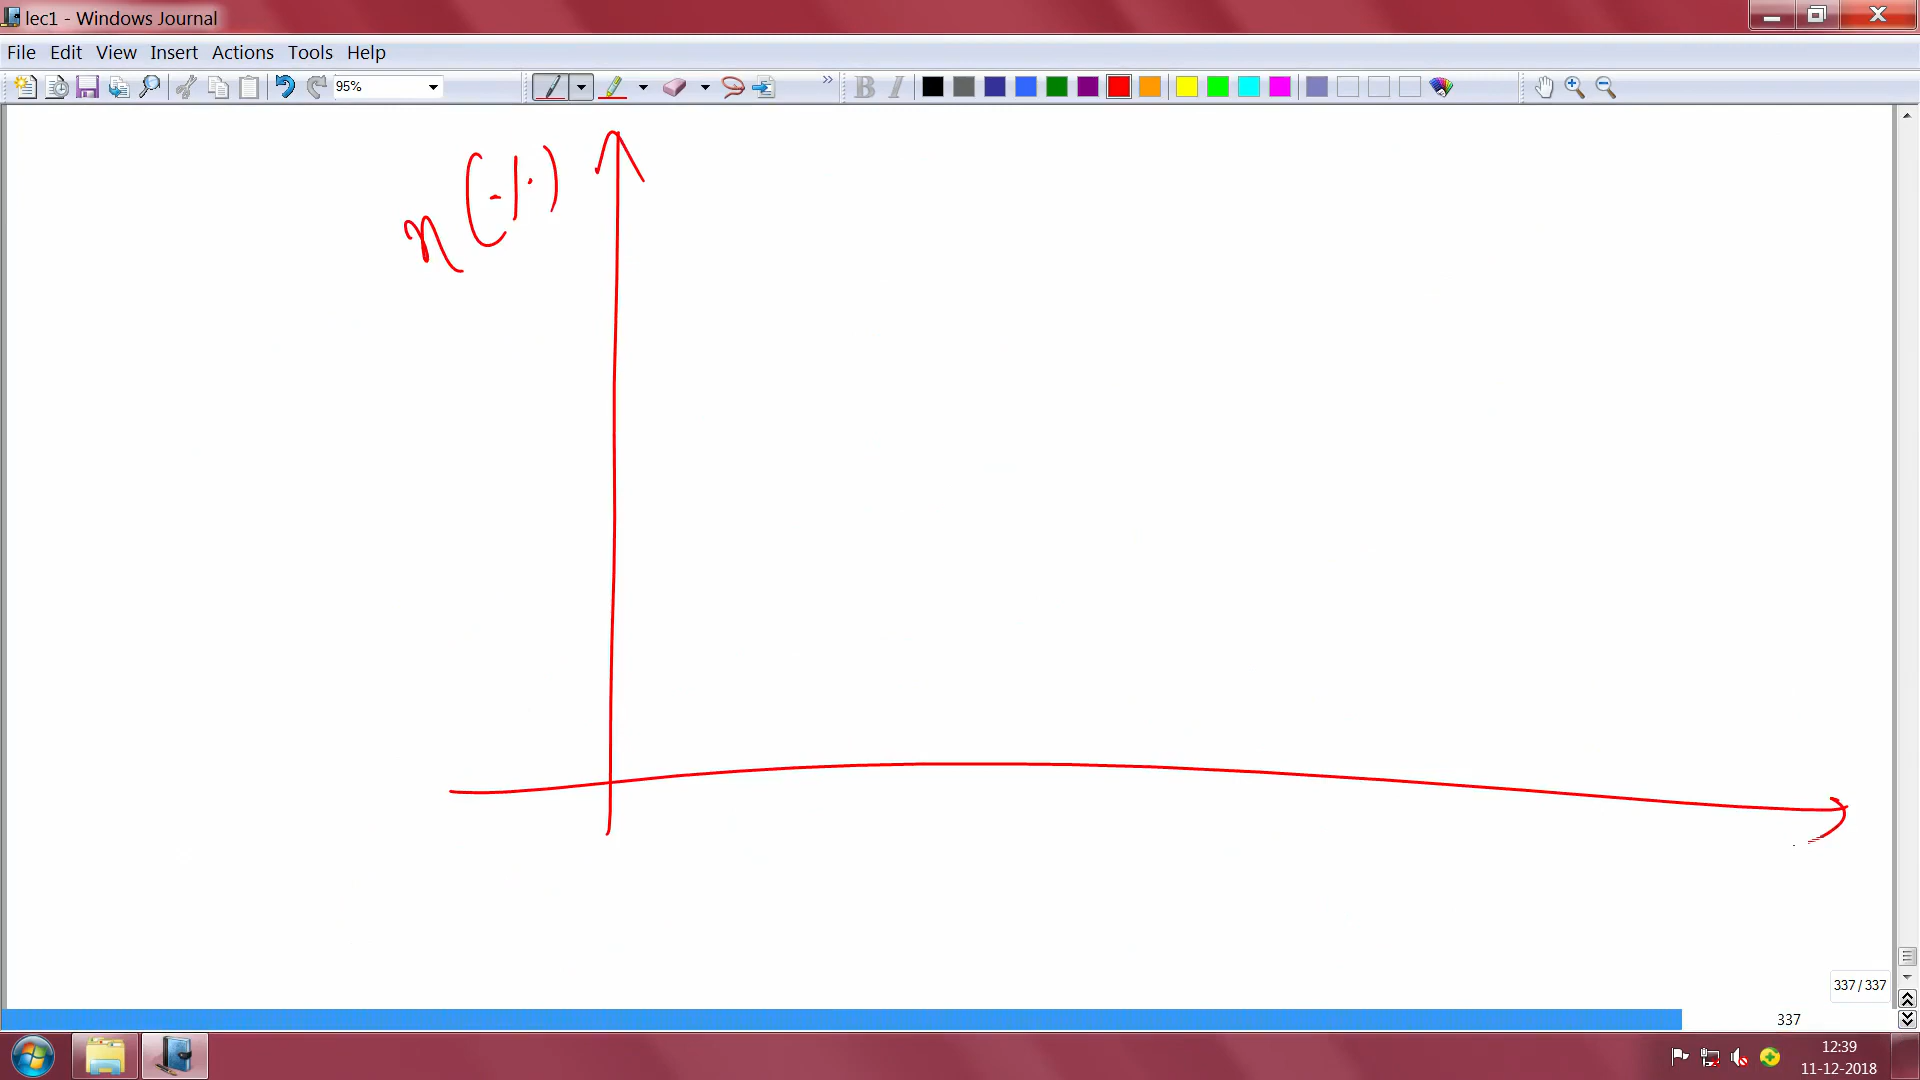 lec1 - Windows Journal
File Edit View Insert Actions Tools Help
95%
B I
η (%)
337 / 337
337
12:39
11-12-2018